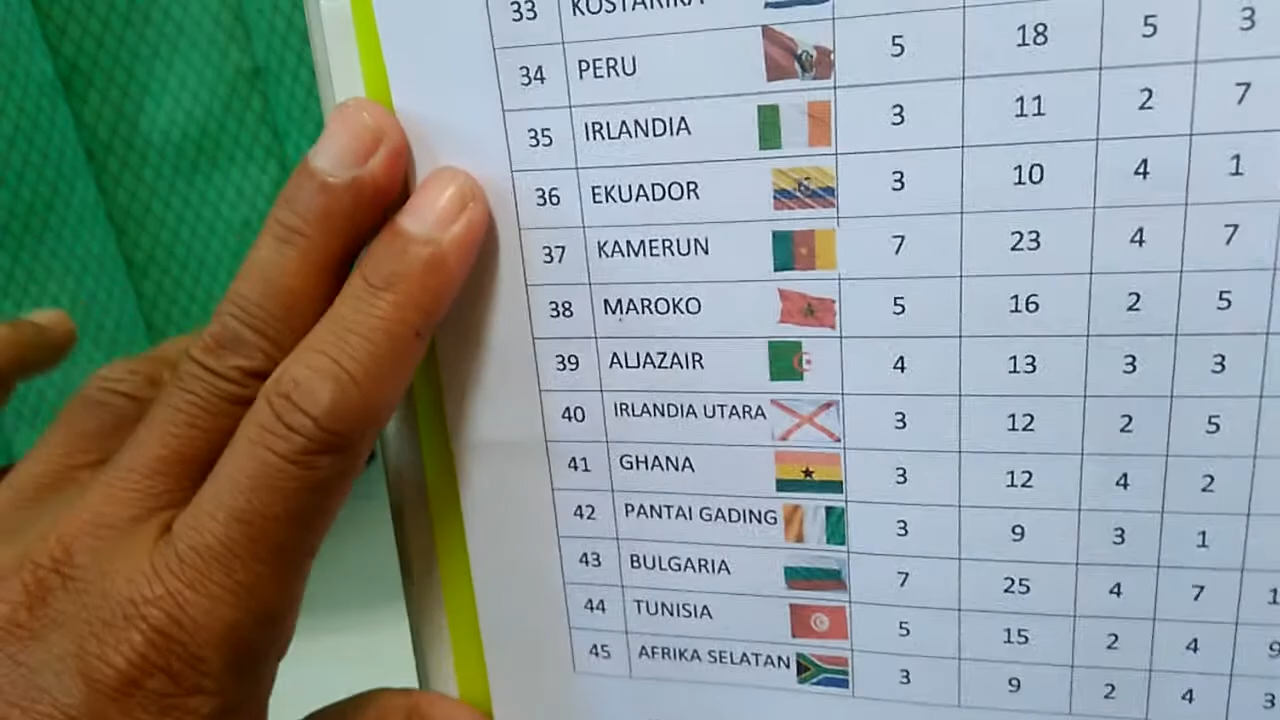 33 KOSTARIKA
34 PERU 5 18 5 3
35 IRLANDIA 3 11 2 7
36 EKUADOR 3 10 4 1
37 KAMERUN 7 23 4 7
38 MAROKO 5 16 2 5
39 ALJAZAIR 4 13 3 3
40 IRLANDIA UTARA 3 12 2 5
41 GHANA 3 12 4 2
42 PANTAI GADING 3 9 3 1
43 BULGARIA 7 25 4 7
44 TUNISIA 5 15 2 4 9
45 AFRIKA SELATAN 3 9 2 4 3